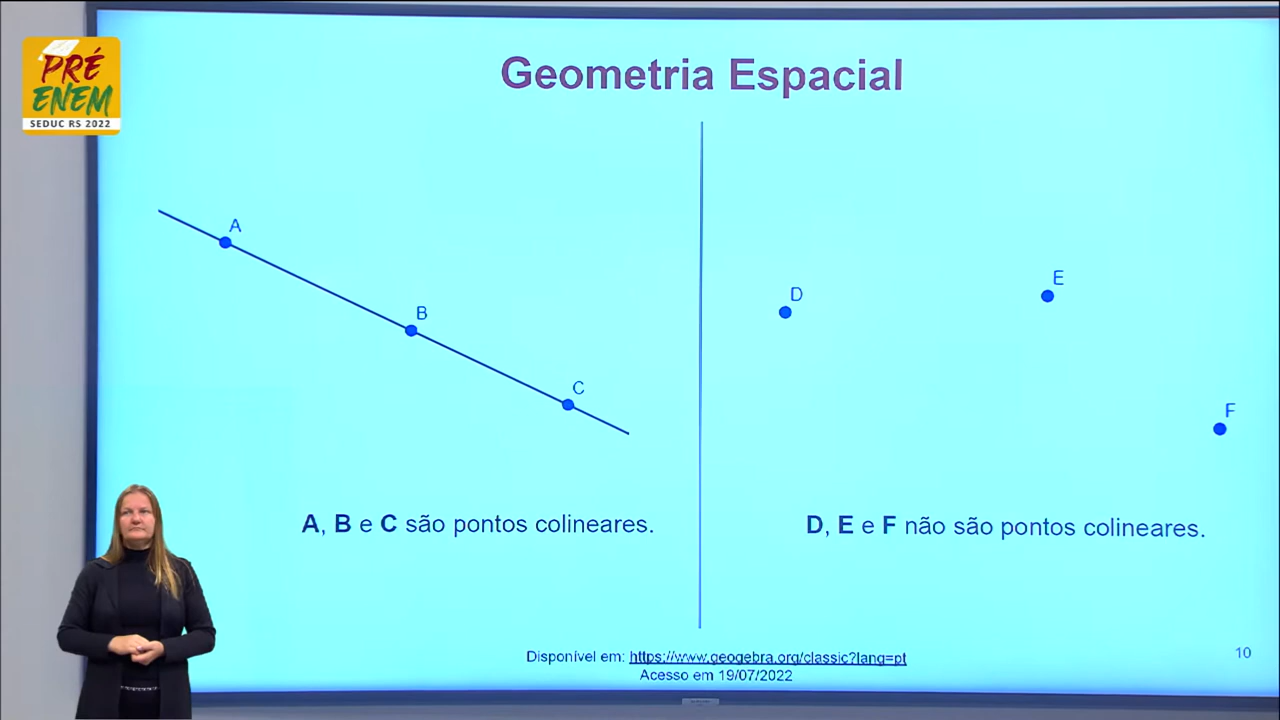 PRÉ
ENEM
SEDUC RS 2022
Geometria Espacial
A
B
C
D
E
F
A, B e C são pontos colineares.
D, E e F não são pontos colineares.
Disponível em: https://www.geogebra.org/classic?lang=pt
Acesso em 19/07/2022
10